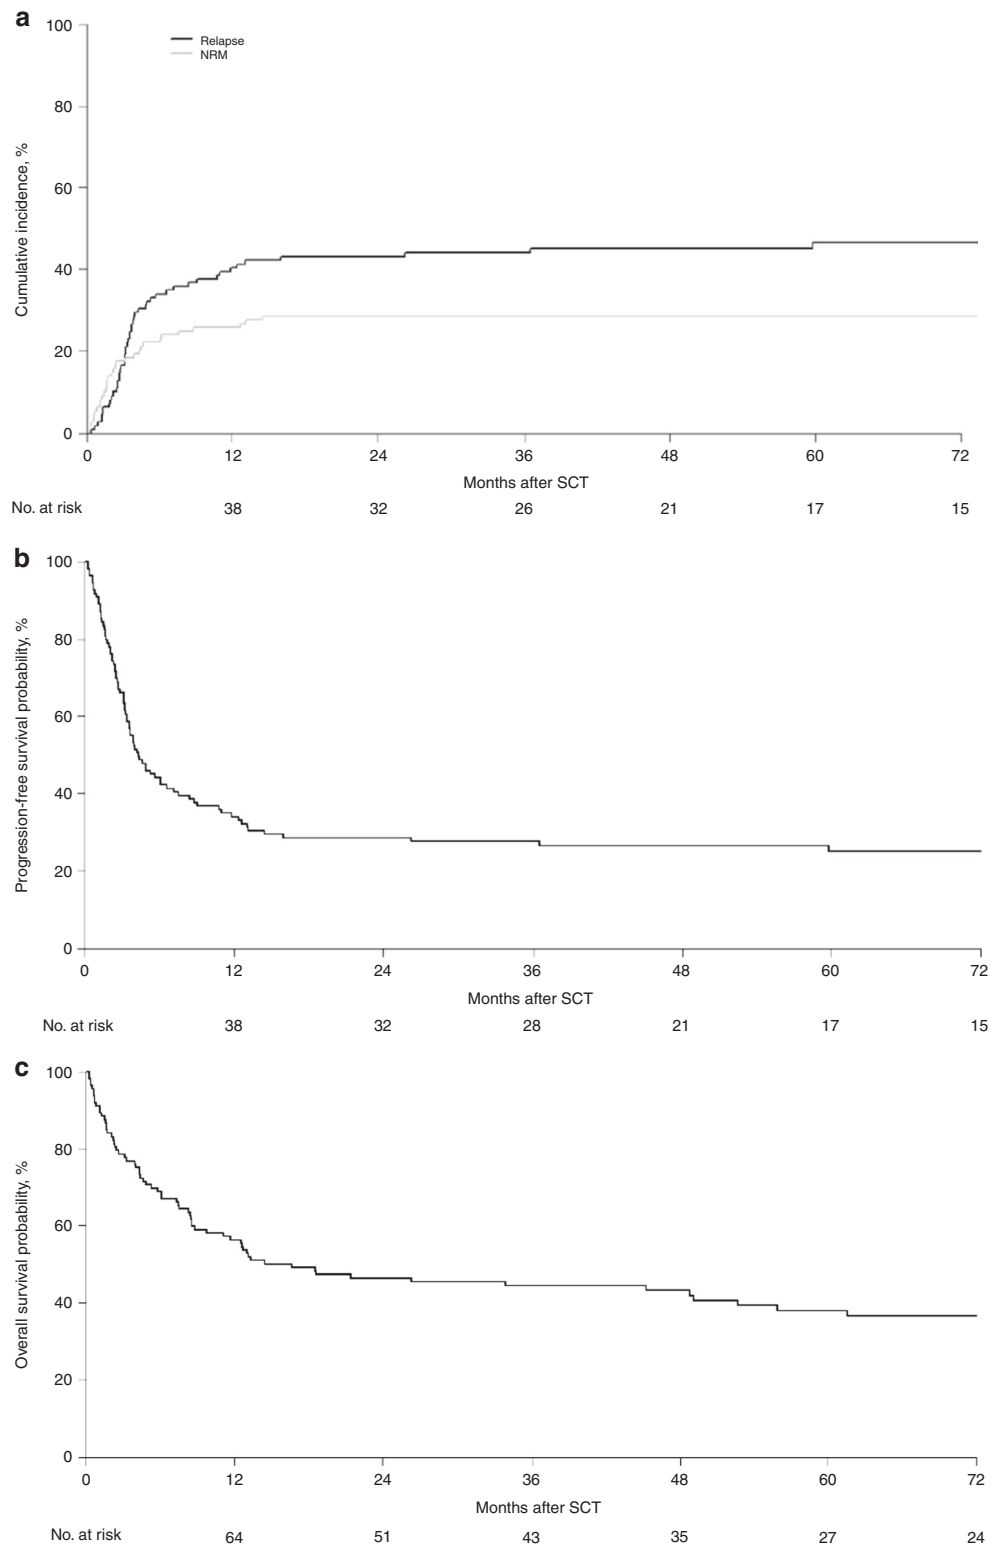 a
100
Relapse
NRM
80
60
40
20
0
Cumulative incidence, %
0 12 24 36 48 60 72
Months after SCT
No. at risk 38 32 26 21 17 15
b
100
80
60
40
20
0
Progression-free survival probability, %
0 12 24 36 48 60 72
Months after SCT
No. at risk 38 32 28 21 17 15
c
100
80
60
40
20
0
Overall survival probability, %
0 12 24 36 48 60 72
Months after SCT
No. at risk 64 51 43 35 27 24